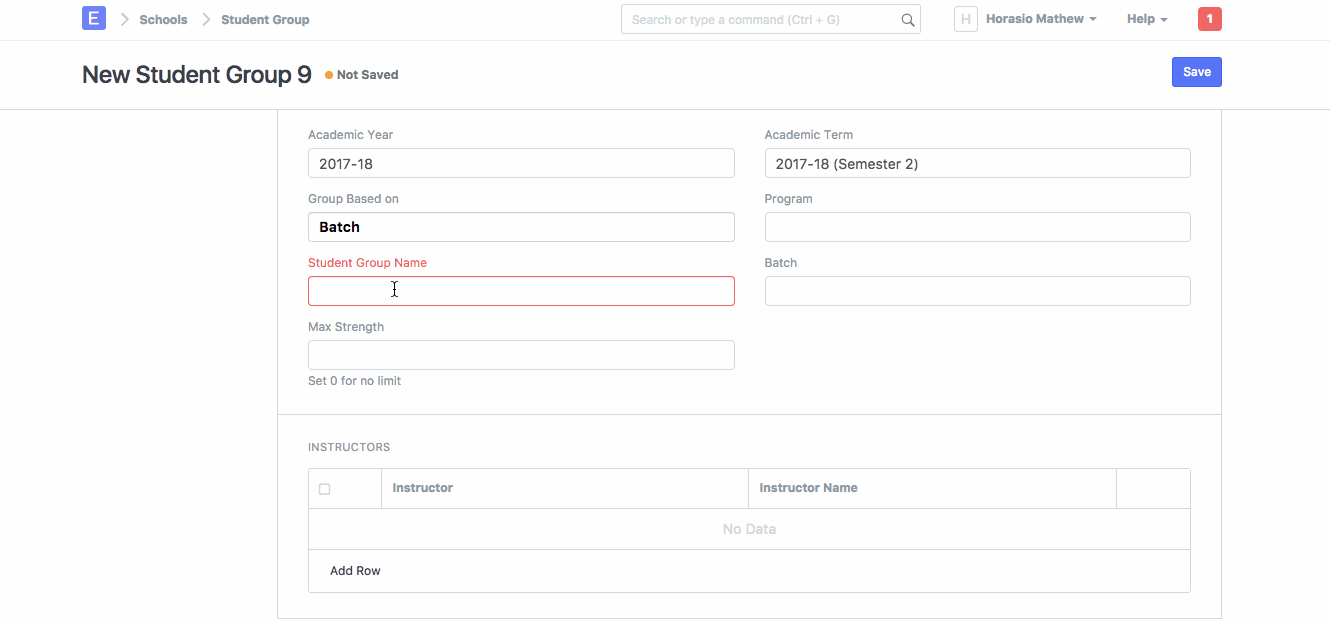 E Schools Student Group Search or type a command (Ctrl + G) H Horasio Mathew Help 1
New Student Group 9 Not Saved Save
Academic Year Academic Term
2017-18 2017-18 (Semester 2)
Group Based on Program
Batch
Student Group Name Batch
Max Strength
Set 0 for no limit
INSTRUCTORS
Instructor Instructor Name
No Data
Add Row